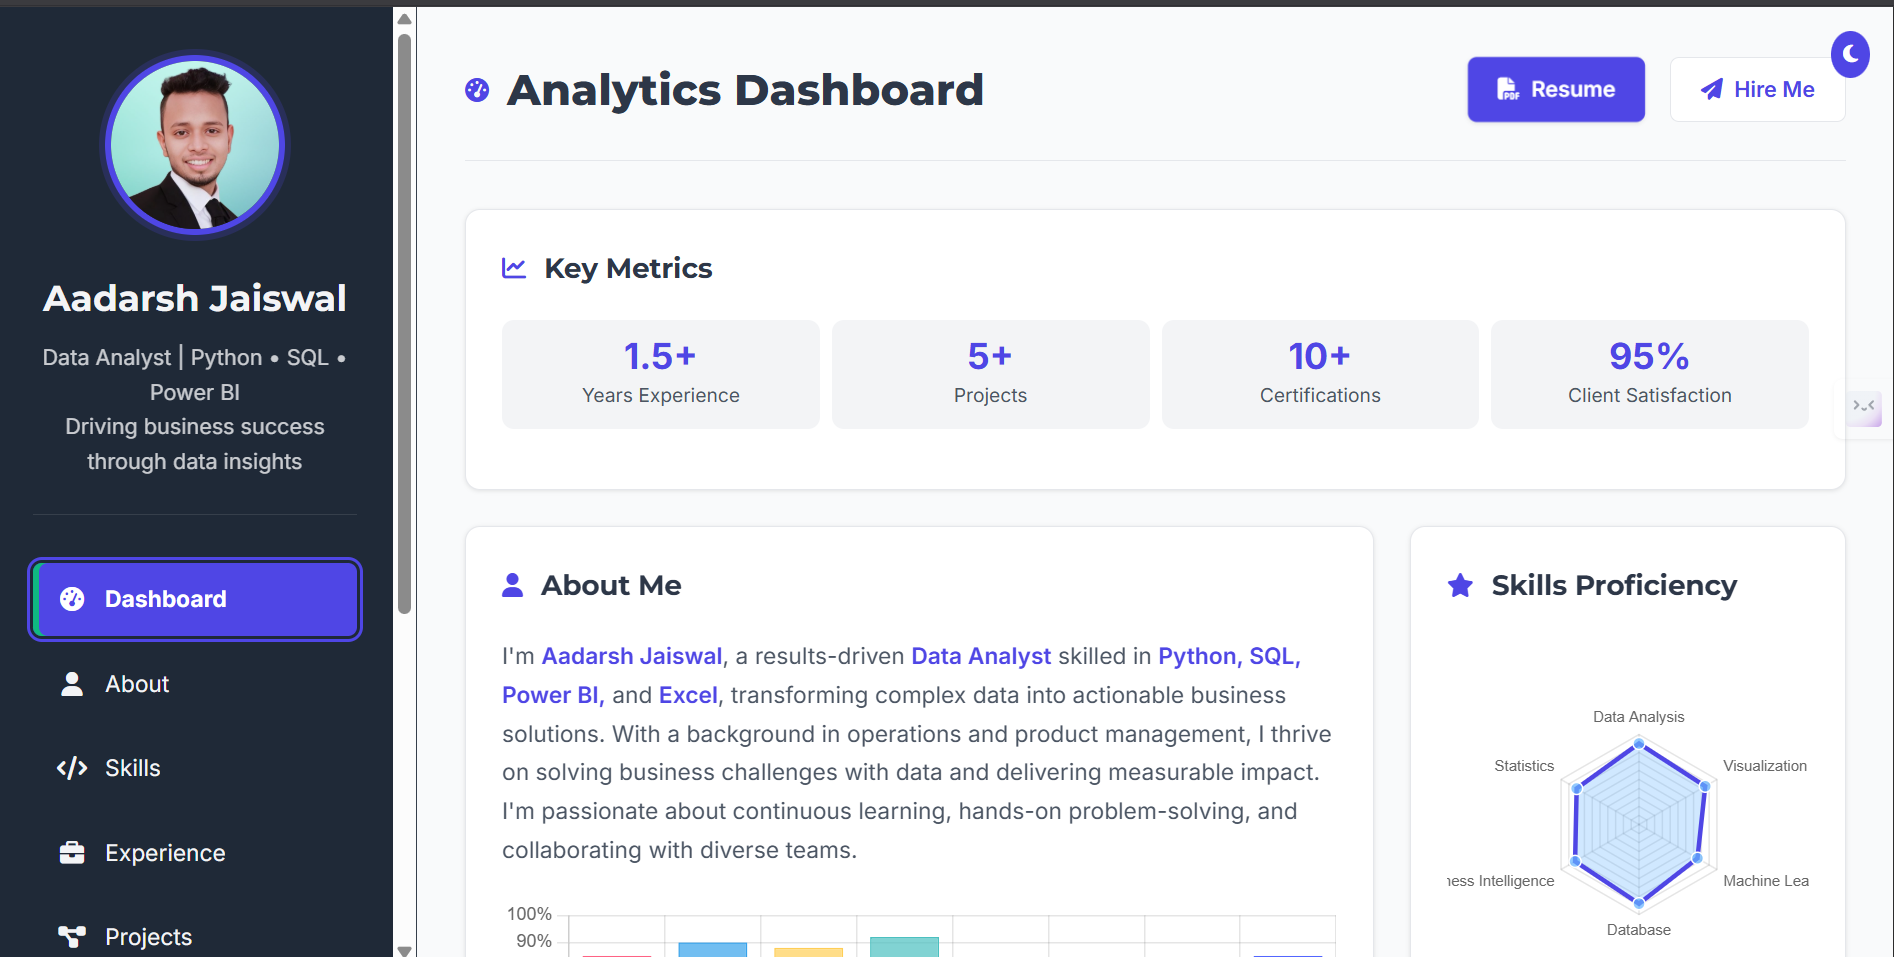 Aadarsh Jaiswal
Data Analyst | Python • SQL •
Power BI
Driving business success
through data insights
Dashboard
About
Skills
Experience
Projects
Analytics Dashboard
PDF
Resume
Hire Me
Key Metrics
1.5+
Years Experience
5+
Projects
10+
Certifications
95%
Client Satisfaction
About Me
I'm Aadarsh Jaiswal, a results-driven Data Analyst skilled in Python, SQL,
Power BI, and Excel, transforming complex data into actionable business
solutions. With a background in operations and product management, I thrive
on solving business challenges with data and delivering measurable impact.
I'm passionate about continuous learning, hands-on problem-solving, and
collaborating with diverse teams.
100%
90%
Skills Proficiency
Data Analysis
Statistics
Visualization
ness Intelligence
Machine Lea
Database